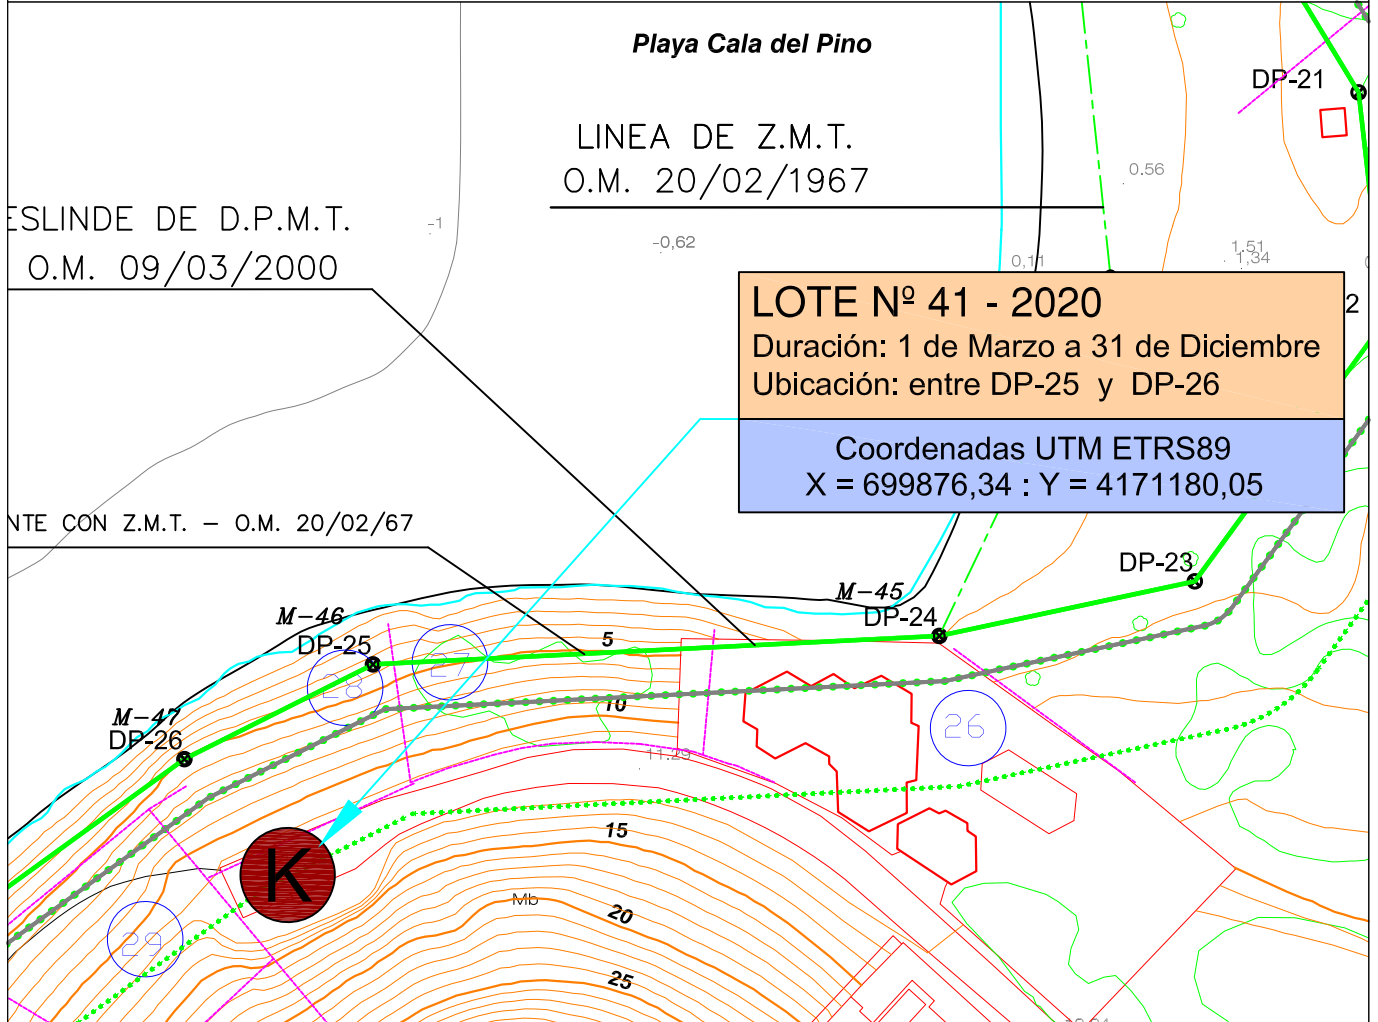 Playa Cala del Pino
DP-21
LINEA DE Z.M.T.
O.M. 20/02/1967
0.56
ESLINDE DE D.P.M.T.
O.M. 09/03/2000
-1
-0,62
0,11
1.51
1,34
LOTE Nº 41 - 2020
Duración: 1 de Marzo a 31 de Diciembre
Ubicación: entre DP-25 y DP-26
2
Coordenadas UTM ETRS89
X = 699876,34 : Y = 4171180,05
NTE CON Z.M.T. - O.M. 20/02/67
DP-23
M-45
DP-24
M-46
DP-25
5
27
28
10
M-47
DP-26
26
11.29
15
K
Mb
20
29
25